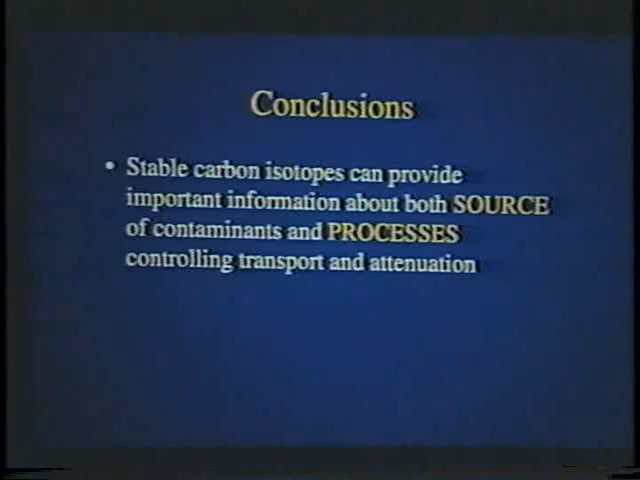 Conclusions
• Stable carbon isotopes can provide
important information about both SOURCE
of contaminants and PROCESSES
controlling transport and attenuation